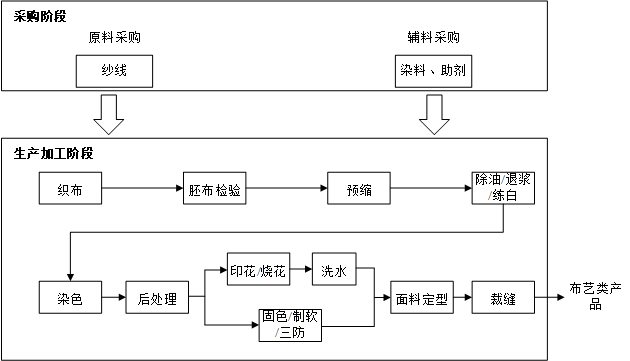 采购阶段
原料采购
辅料采购
纱线
染料、助剂
生产加工阶段
织布
胚布检验
预缩
除油/退浆
/练白
染色
后处理
印花/烧花
洗水
固色/制软
/三防
面料定型
裁缝
布艺类产
品